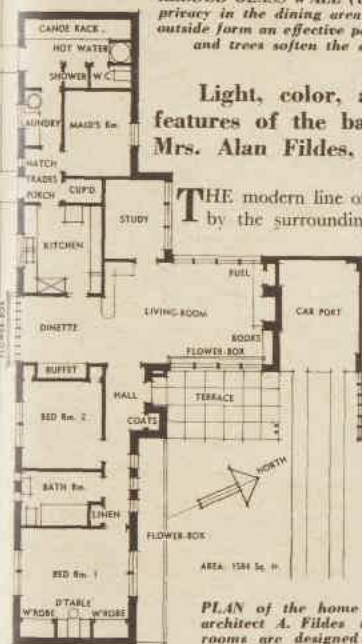 privacy in the dining area
outside form an effective
and trees soften the
Light, color,
features of the
Mrs. Alan Fildes,
THE modern line
by the
CANOE RACK
HOT WATER
SHOWER W.C.
LAUNDRY
MAID'S Rm.
HATCH
TRADES
PORCH
CUP'D
STUDY
KITCHEN
FUEL
LIVING-ROOM
CAR PORT
DINETTE
FLOWER-BOX
BOOKS
FLOWER-BOX
BUFFET
HALL
TERRACE
BED Rm. 2
COATS
BATH Rm.
LINEN
NORTH
FLOWER-BOX
AREA: 1584 Sq. ft.
BED Rm. 1
D'TABLE
W'ROBE W'ROBE
PLAN of the home
architect A. Fildes
rooms are designed